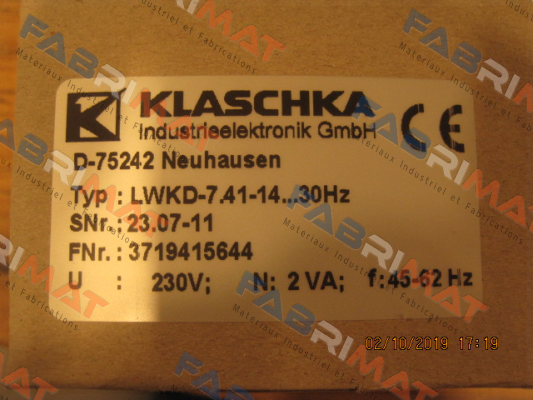 KLASCHKA
Industrieelektronik GmbH
CE
D-75242 Neuhausen
Typ : LWKD-7.41-14...30Hz
SNr.: 23.07-11
FNr.: 3719415644
U : 230V; N: 2 VA; f:45-62 Hz
02/10/2019 17:19
FABRIMAT
Materiaux Industriel et Fabrications